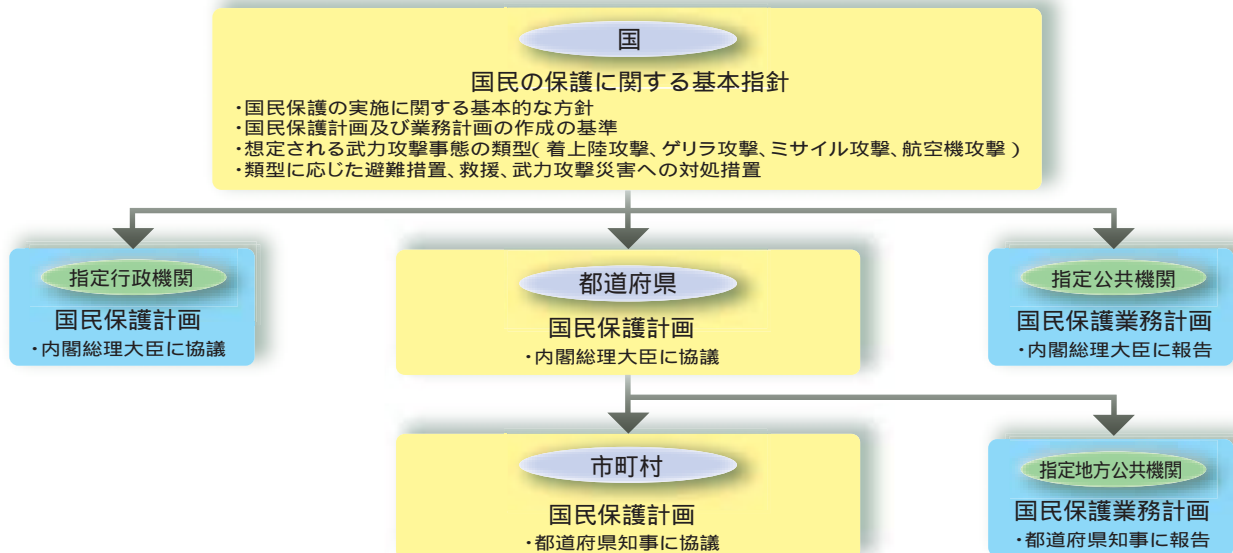 国
国民の保護に関する基本指針
・国民保護の実施に関する基本的な方針
・国民保護計画及び業務計画の作成の基準
・想定される武力攻撃事態の類型(着上陸攻撃、ゲリラ攻撃、ミサイル攻撃、航空機攻撃)
・類型に応じた避難措置、救援、武力攻撃災害への対処措置
指定行政機関
国民保護計画
・内閣総理大臣に協議
都道府県
国民保護計画
・内閣総理大臣に協議
指定公共機関
国民保護業務計画
・内閣総理大臣に報告
市町村
国民保護計画
・都道府県知事に協議
指定地方公共機関
国民保護業務計画
・都道府県知事に報告